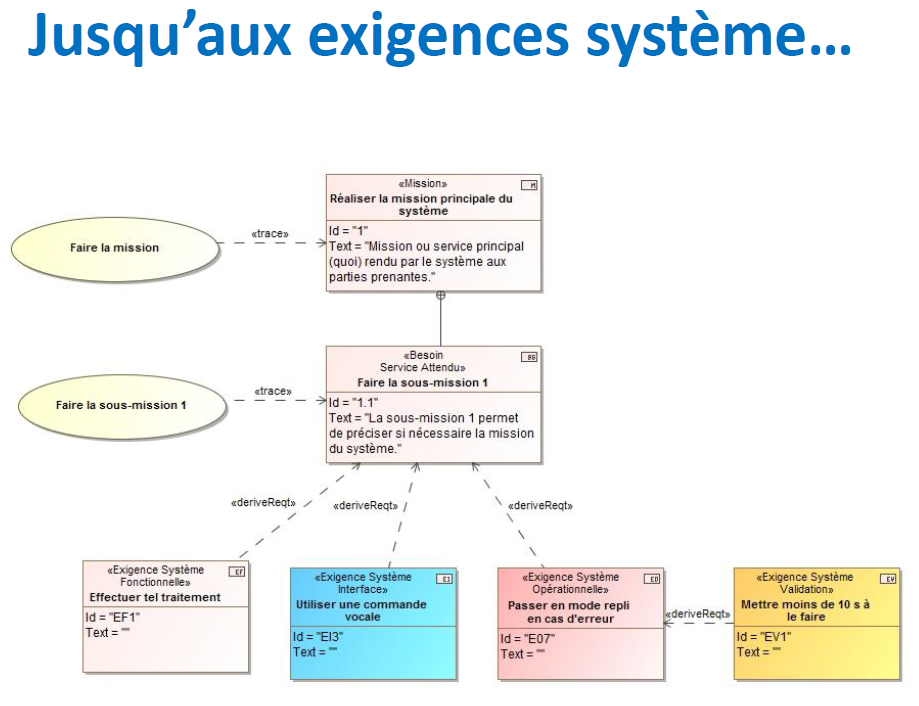 Jusqu’aux exigences système…
«Mission»
M
Réaliser la mission principale du
système
Id = "1"
Text = "Mission ou service principal
(quoi) rendu par le système aux
parties prenantes."
Faire la mission
«trace»
«Besoin
Service Attendu»
BS
Faire la sous-mission 1
Id = "1.1"
Text = "La sous-mission 1 permet
de préciser si nécessaire la mission
du système."
Faire la sous-mission 1
«trace»
«deriveReqt»
«deriveReqt»
«deriveReqt»
«Exigence Système
Fonctionnelle»
EF
Effectuer tel traitement
Id = "EF1"
Text = ""
«Exigence Système
Interface»
EI
Utiliser une commande
vocale
Id = "EI3"
Text = ""
«Exigence Système
Opérationnelle»
EO
Passer en mode repli
en cas d'erreur
Id = "E07"
Text = ""
«deriveReqt»
«Exigence Système
Validation»
EV
Mettre moins de 10 s à
le faire
Id = "EV1"
Text = ""